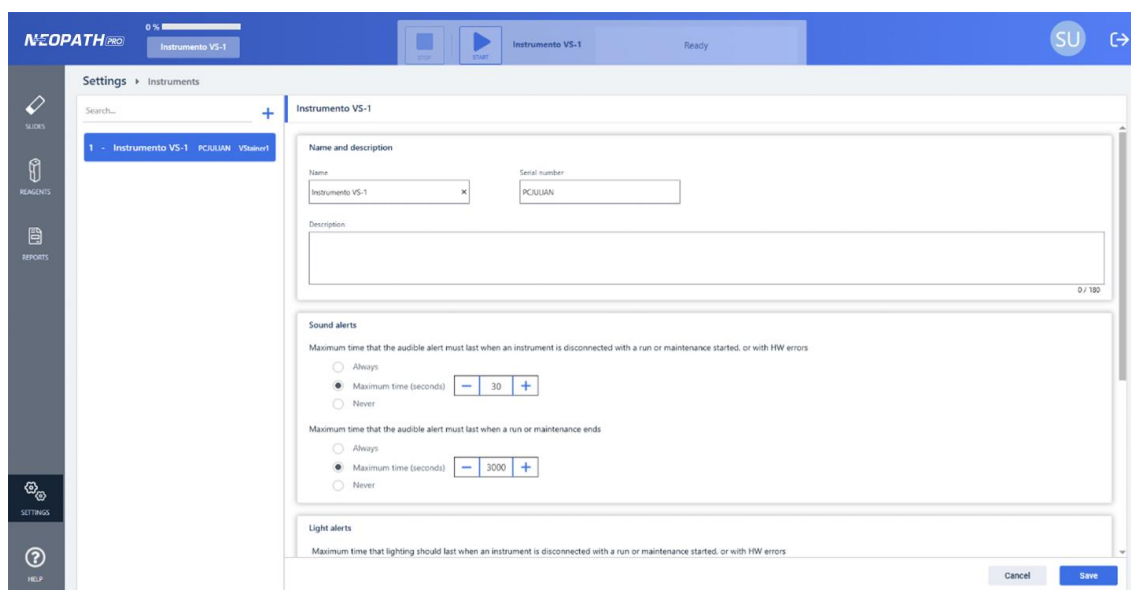 NEOPATH PRO
0 %
Instrumento VS-1
STOP
START
Instrumento VS-1
Ready
SU
Settings Instruments
SLIDES
REAGENTS
REPORTS
SETTINGS
HELP
Search...
1 - Instrumento VS-1 PCJULIAN VStainer1
Instrumento VS-1
Name and description
Name
Serial number
Instrumento VS-1
PCJULIAN
Description
0 / 180
Sound alerts
Maximum time that the audible alert must last when an instrument is disconnected with a run or maintenance started, or with HW errors
Always
Maximum time (seconds) 30
Never
Maximum time that the audible alert must last when a run or maintenance ends
Always
Maximum time (seconds) 3000
Never
Light alerts
Maximum time that lighting should last when an instrument is disconnected with a run or maintenance started, or with HW errors
Cancel
Save